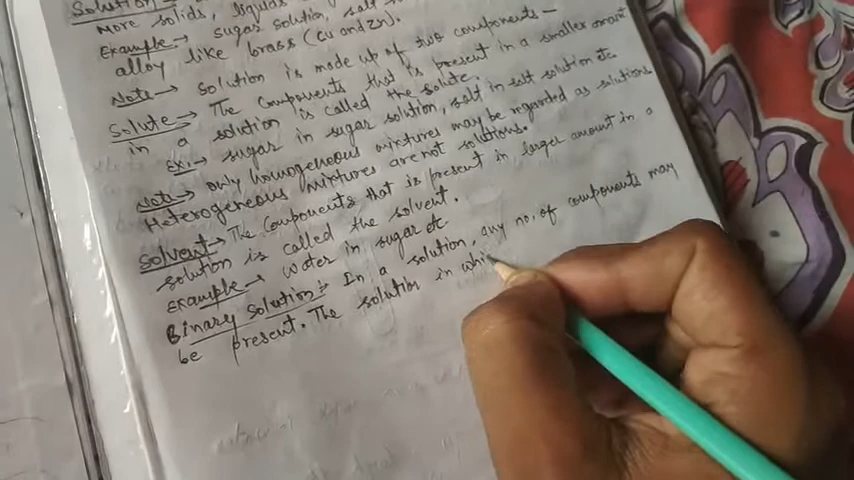 Solution
more solids, liquids
Example → sugar solution, salt
alloy like brass (Cu and Zn).
Note → solution is made up of two components —
Solute → The components that is present in a smaller amount
in a solution is called the solute.
Ex:→ sugar in sugar solution, salt in salt solution etc
Note → only homogeneous mixtures may be regarded as solutions
Heterogeneous mixtures are not solutions.
Solvent → The components that is present in larger amount in a
solution is called the solvent.
Example → water in sugar etc.
Binary solution :- In a solution, any no. of components may
be present. The solution in whi